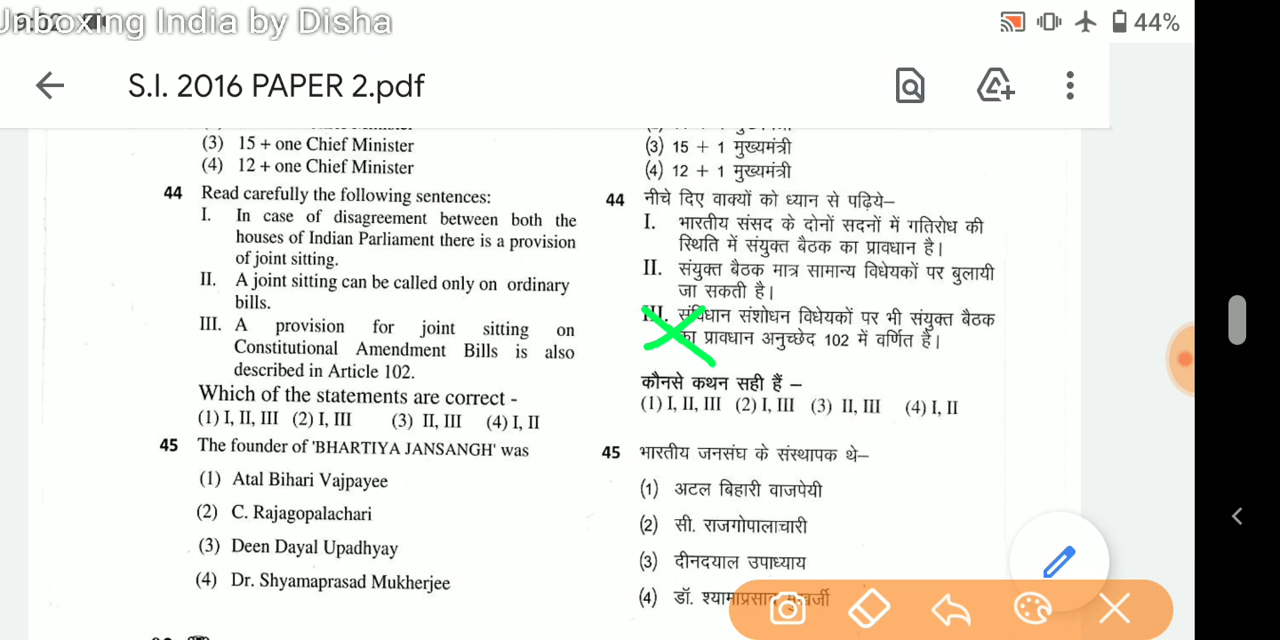 Unboxing India by Disha
44%
S.I. 2016 PAPER 2.pdf
(3) 15 + one Chief Minister
(4) 12 + one Chief Minister
44 Read carefully the following sentences:
I. In case of disagreement between both the
houses of Indian Parliament there is a provision
of joint sitting.
II. A joint sitting can be called only on ordinary
bills.
III. A provision for joint sitting on
Constitutional Amendment Bills is also
described in Article 102.
Which of the statements are correct -
(1) I, II, III (2) I, III (3) II, III (4) I, II
45 The founder of 'BHARTIYA JANSANGH' was
(1) Atal Bihari Vajpayee
(2) C. Rajagopalachari
(3) Deen Dayal Upadhyay
(4) Dr. Shyamaprasad Mukherjee
(3) 15 + 1 मुख्यमंत्री
(4) 12 + 1 मुख्यमंत्री
44 नीचे दिए वाक्यों को ध्यान से पढ़िये–
I. भारतीय संसद के दोनों सदनों में गतिरोध की
स्थिति में संयुक्त बैठक का प्रावधान है।
II. संयुक्त बैठक मात्र सामान्य विधेयकों पर बुलायी
जा सकती है।
III. संविधान संशोधन विधेयकों पर भी संयुक्त बैठक
का प्रावधान अनुच्छेद 102 में वर्णित है।
कौनसे कथन सही हैं –
(1) I, II, III (2) I, III (3) II, III (4) I, II
45 भारतीय जनसंघ के संस्थापक थे–
(1) अटल बिहारी वाजपेयी
(2) सी. राजगोपालाचारी
(3) दीनदयाल उपाध्याय
(4) डॉ. श्यामाप्रसाद मुखर्जी